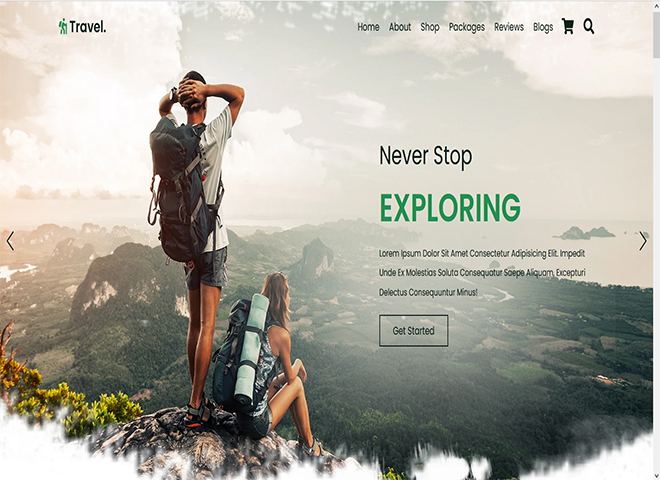 Travel.
Home About Shop Packages Reviews Blogs
Never Stop
EXPLORING
Lorem Ipsum Dolor Sit Amet Consectetur Adipisicing Elit. Impedit
Unde Ex Molestias Soluta Consequatur Saepe Aliquam, Excepturi
Delectus Consequuntur Minus!
Get Started